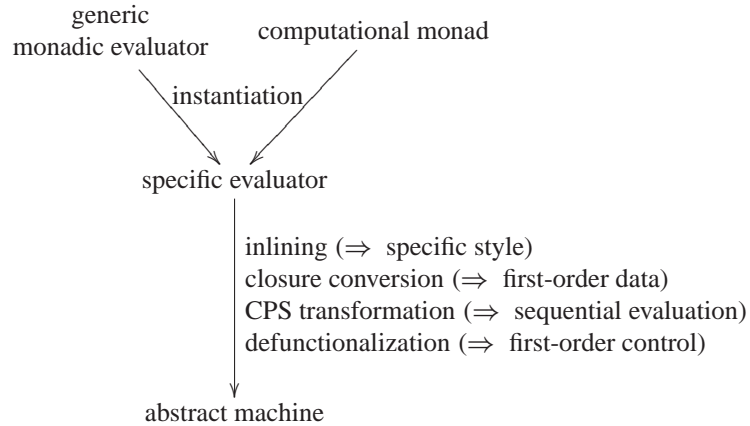 generic
monadic evaluator
computational monad
instantiation
specific evaluator
inlining (⇒ specific style)
closure conversion (⇒ first-order data)
CPS transformation (⇒ sequential evaluation)
defunctionalization (⇒ first-order control)
abstract machine